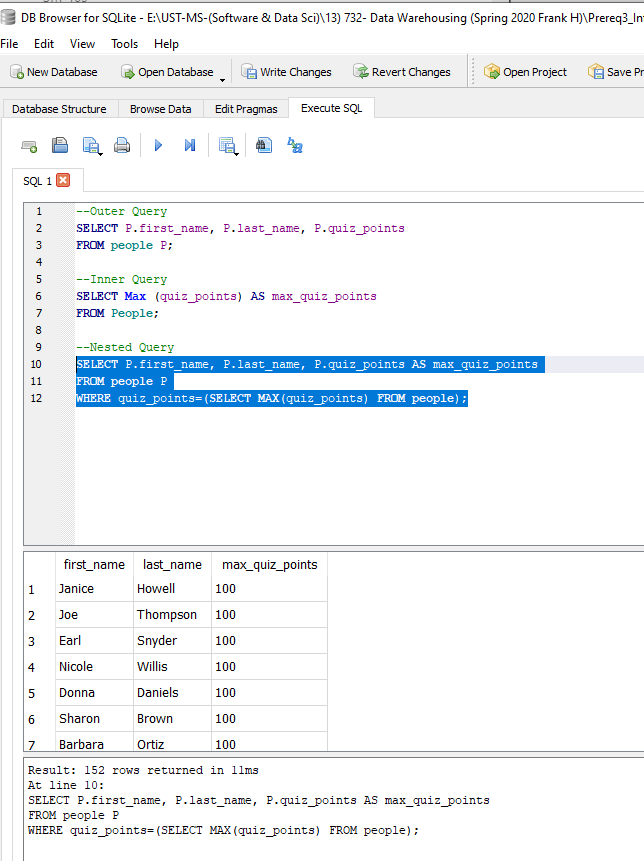 DB Browser for SQLite - E:\UST-MS-(Software & Data Sci)\13) 732- Data Warehousing (Spring 2020 Frank H)\Prereq3_In
File Edit View Tools Help
New Database Open Database Write Changes Revert Changes Open Project Save Pr
Database Structure Browse Data Edit Pragmas Execute SQL
SQL 1
1 --Outer Query
2 SELECT P.first_name, P.last_name, P.quiz_points
3 FROM people P;
4
5 --Inner Query
6 SELECT Max (quiz_points) AS max_quiz_points
7 FROM People;
8
9 --Nested Query
10 SELECT P.first_name, P.last_name, P.quiz_points AS max_quiz_points
11 FROM people P
12 WHERE quiz_points=(SELECT MAX(quiz_points) FROM people);
first_name last_name max_quiz_points
1 Janice Howell 100
2 Joe Thompson 100
3 Earl Snyder 100
4 Nicole Willis 100
5 Donna Daniels 100
6 Sharon Brown 100
7 Barbara Ortiz 100
Result: 152 rows returned in 11ms
At line 10:
SELECT P.first_name, P.last_name, P.quiz_points AS max_quiz_points
FROM people P
WHERE quiz_points=(SELECT MAX(quiz_points) FROM people);